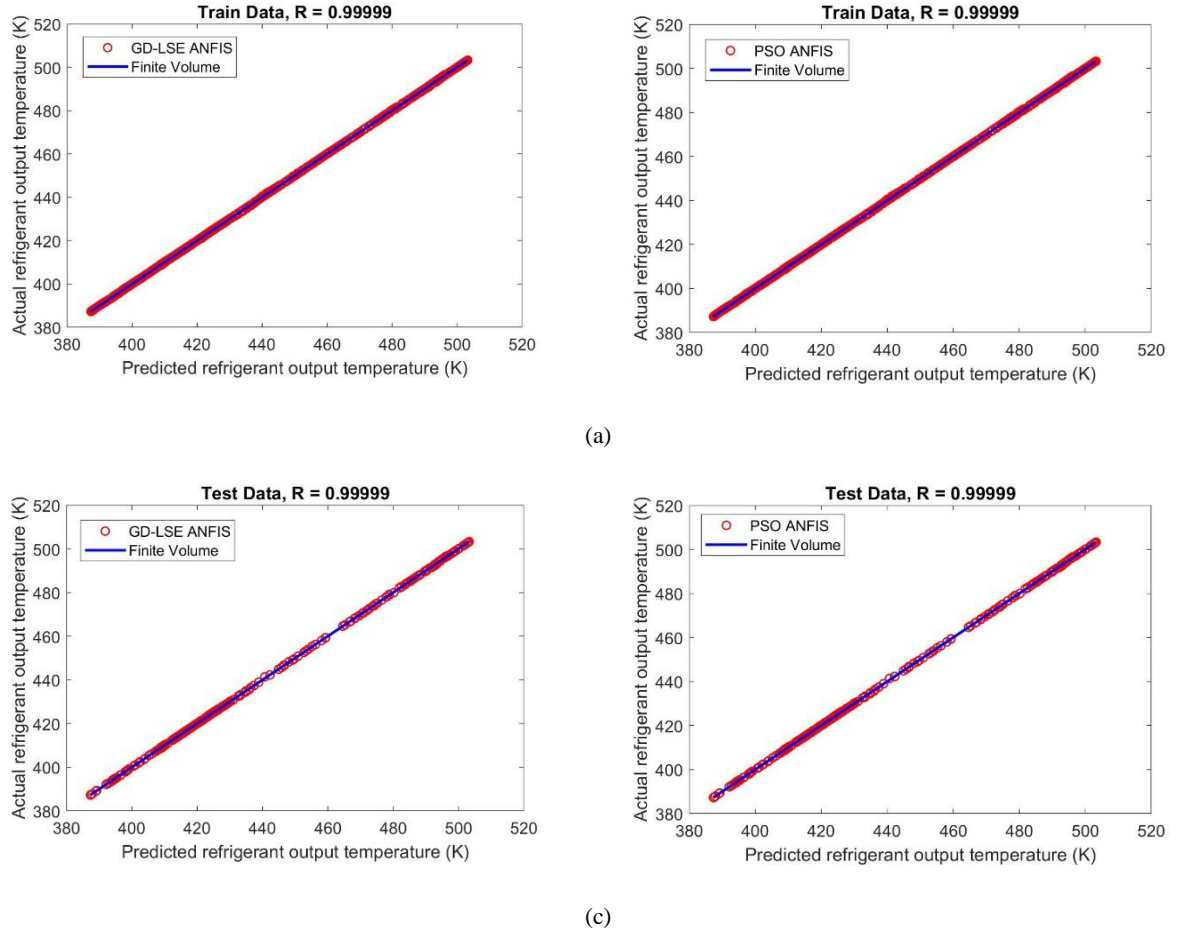 Train Data, R = 0.99999
GD-LSE ANFIS
Finite Volume
Actual refrigerant output temperature (K)
520
500
480
460
440
420
400
380
380 400 420 440 460 480 500 520
Predicted refrigerant output temperature (K)
Train Data, R = 0.99999
PSO ANFIS
Finite Volume
Actual refrigerant output temperature (K)
520
500
480
460
440
420
400
380
380 400 420 440 460 480 500 520
Predicted refrigerant output temperature (K)
(a)
Test Data, R = 0.99999
GD-LSE ANFIS
Finite Volume
Actual refrigerant output temperature (K)
520
500
480
460
440
420
400
380
380 400 420 440 460 480 500 520
Predicted refrigerant output temperature (K)
Test Data, R = 0.99999
PSO ANFIS
Finite Volume
Actual refrigerant output temperature (K)
520
500
480
460
440
420
400
380
380 400 420 440 460 480 500 520
Predicted refrigerant output temperature (K)
(c)